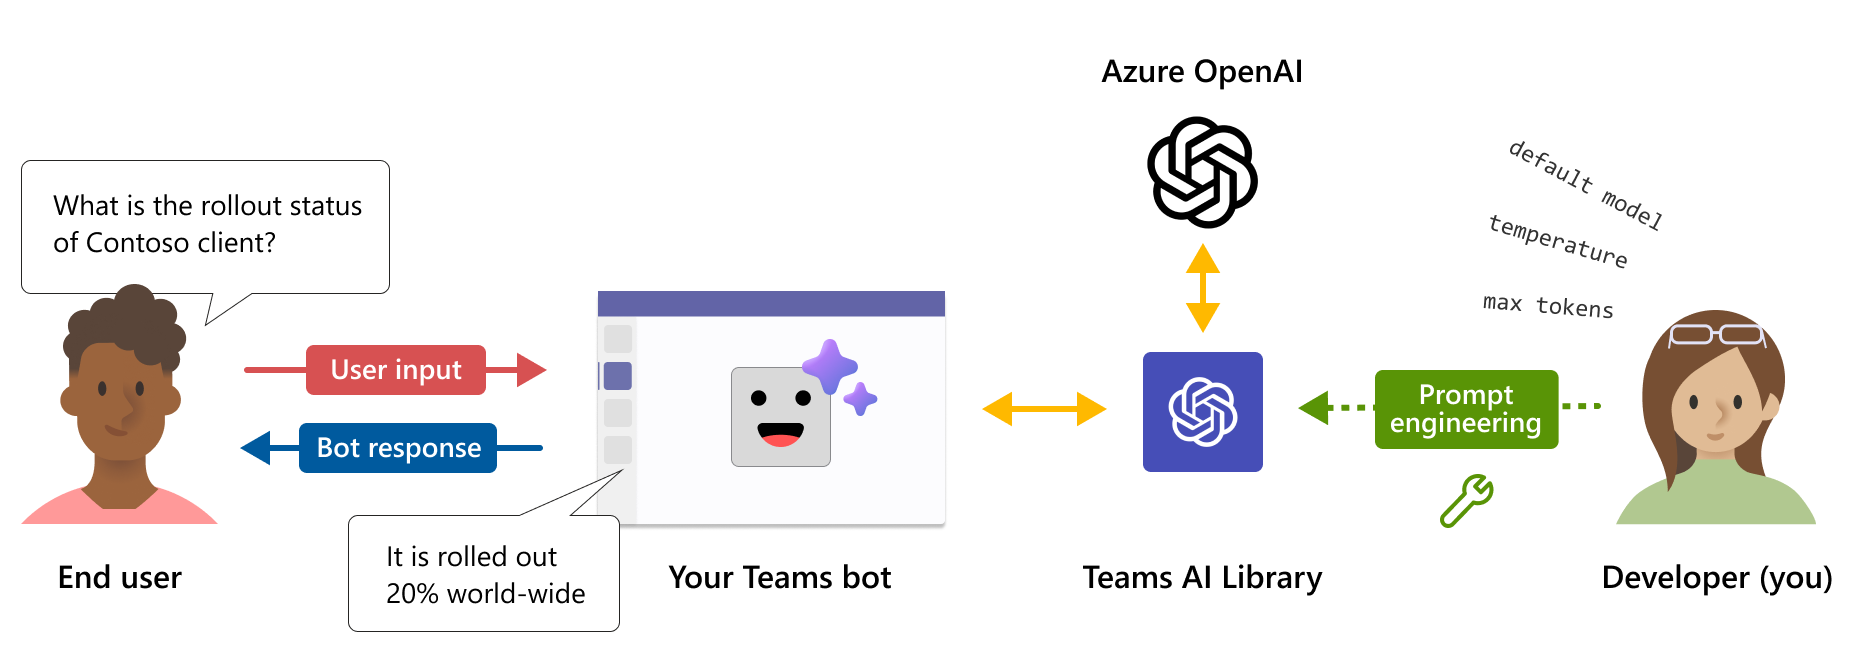 Azure OpenAI
What is the rollout status
of Contoso client?
default model
temperature
max tokens
User input
Bot response
Prompt
engineering
It is rolled out
20% world-wide
End user
Your Teams bot
Teams AI Library
Developer (you)